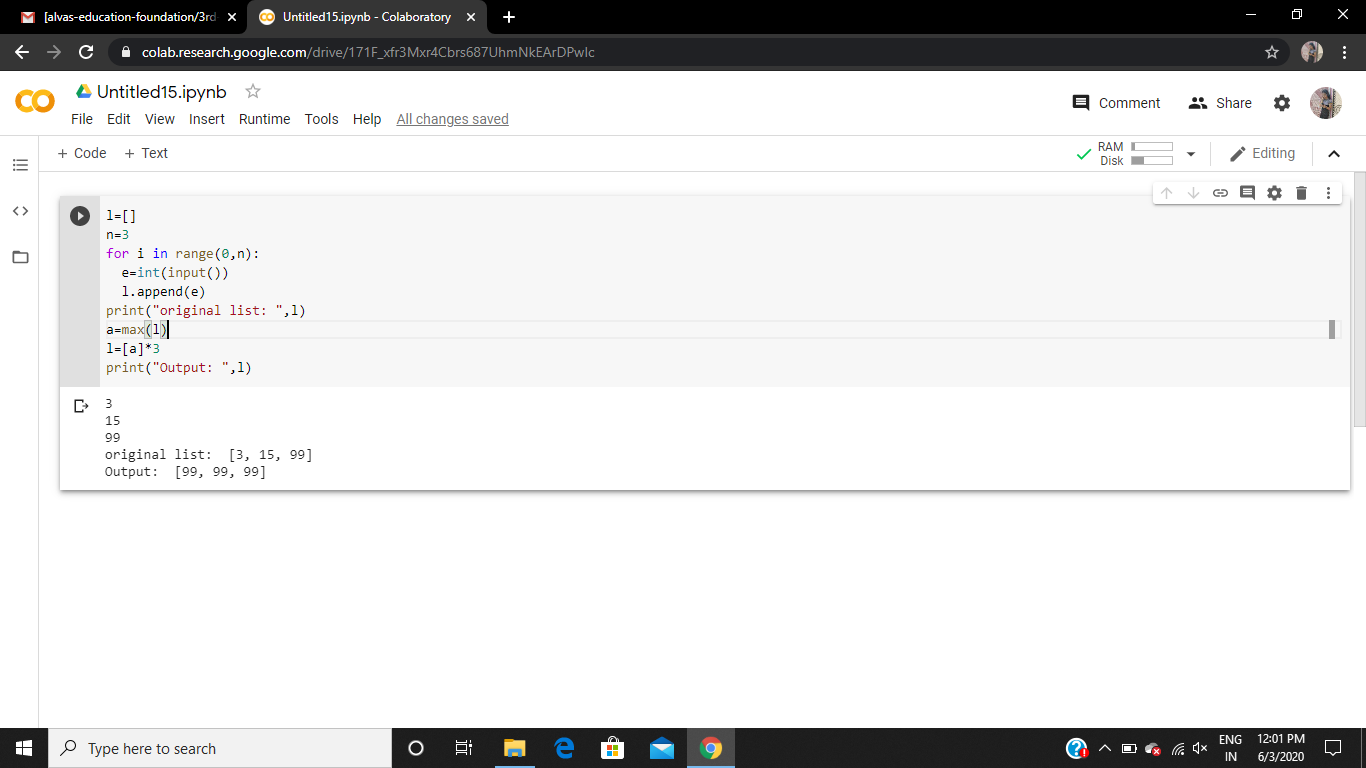 [alvas-education-foundation/3rd
Untitled15.ipynb - Colaboratory
colab.research.google.com/drive/171F_xfr3Mxr4Cbrs687UhmNkEArDPwIc
Untitled15.ipynb
Comment
Share
File Edit View Insert Runtime Tools Help All changes saved
+ Code + Text
RAM
Disk
Editing
l=[]
n=3
for i in range(0,n):
  e=int(input())
  l.append(e)
print("original list: ",l)
a=max(l)
l=[a]*3
print("Output: ",l)
3
15
99
original list:  [3, 15, 99]
Output:  [99, 99, 99]
Type here to search
ENG
IN
12:01 PM
6/3/2020